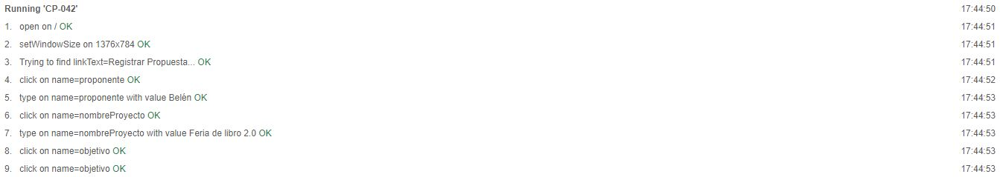 Running 'CP-042' 17:44:50
1. open on / OK 17:44:51
2. setWindowSize on 1376x784 OK 17:44:51
3. Trying to find linkText=Registrar Propuesta... OK 17:44:51
4. click on name=proponente OK 17:44:52
5. type on name=proponente with value Belén OK 17:44:53
6. click on name=nombreProyecto OK 17:44:53
7. type on name=nombreProyecto with value Feria de libro 2.0 OK 17:44:53
8. click on name=objetivo OK 17:44:53
9. click on name=objetivo OK 17:44:53